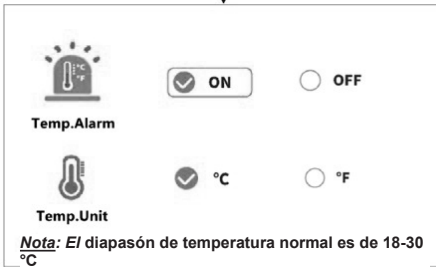 °C
°F
ON
OFF
Temp.Alarm
°C
°F
Temp.Unit
Nota: El diapasón de temperatura normal es de 18-30
°C